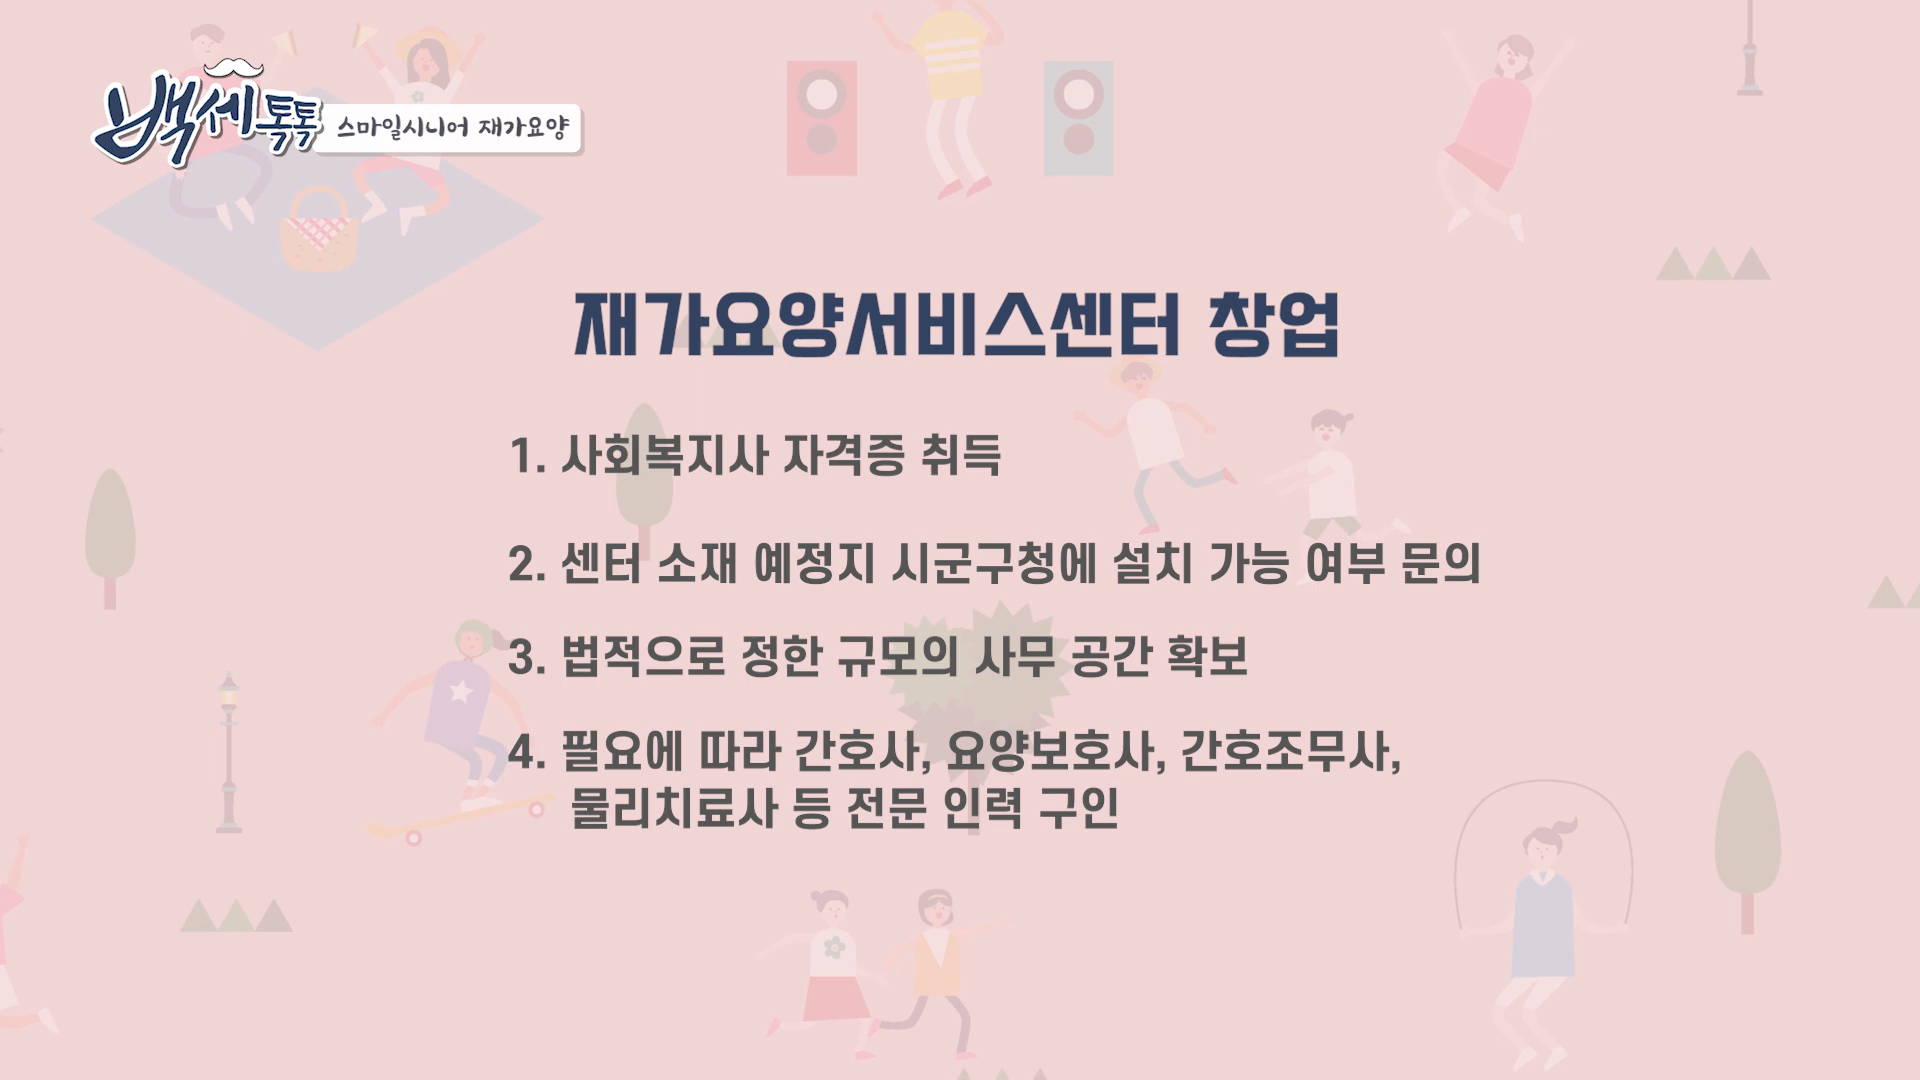 백세톡톡 스마일시니어 재가요양
재가요양서비스센터 창업
1. 사회복지사 자격증 취득
2. 센터 소재 예정지 시군구청에 설치 가능 여부 문의
3. 법적으로 정한 규모의 사무 공간 확보
4. 필요에 따라 간호사, 요양보호사, 간호조무사,
물리치료사 등 전문 인력 구인